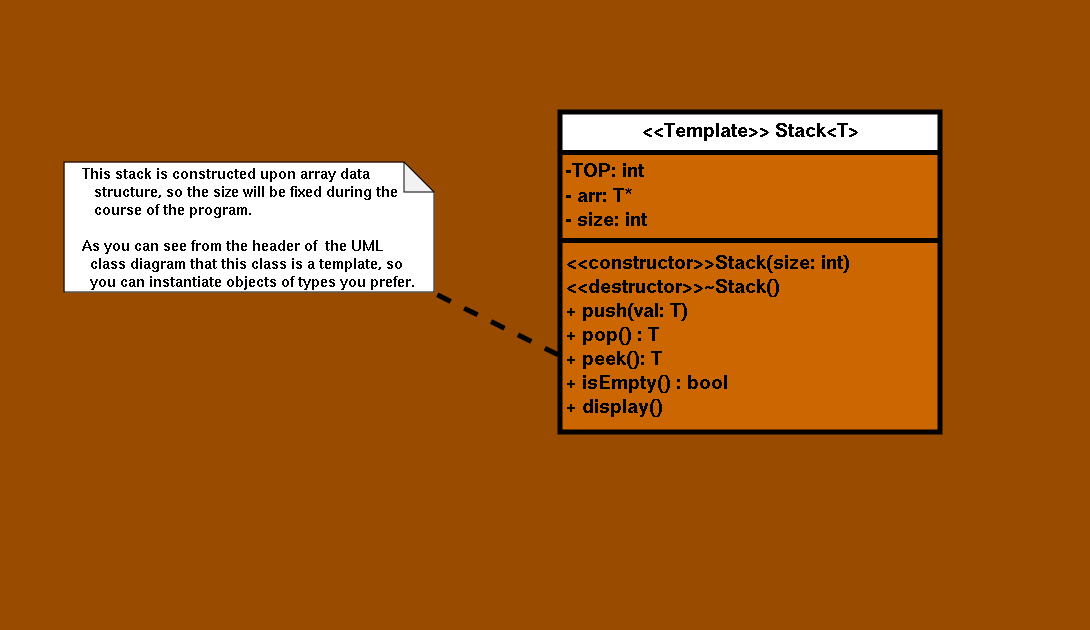 This stack is constructed upon array data
structure, so the size will be fixed during the
course of the program.
As you can see from the header of  the UML
class diagram that this class is a template, so
you can instantiate objects of types you prefer.
<<Template>> Stack<T>
-TOP: int
- arr: T*
- size: int
<<constructor>>Stack(size: int)
<<destructor>>~Stack()
+ push(val: T)
+ pop() : T
+ peek(): T
+ isEmpty() : bool
+ display()